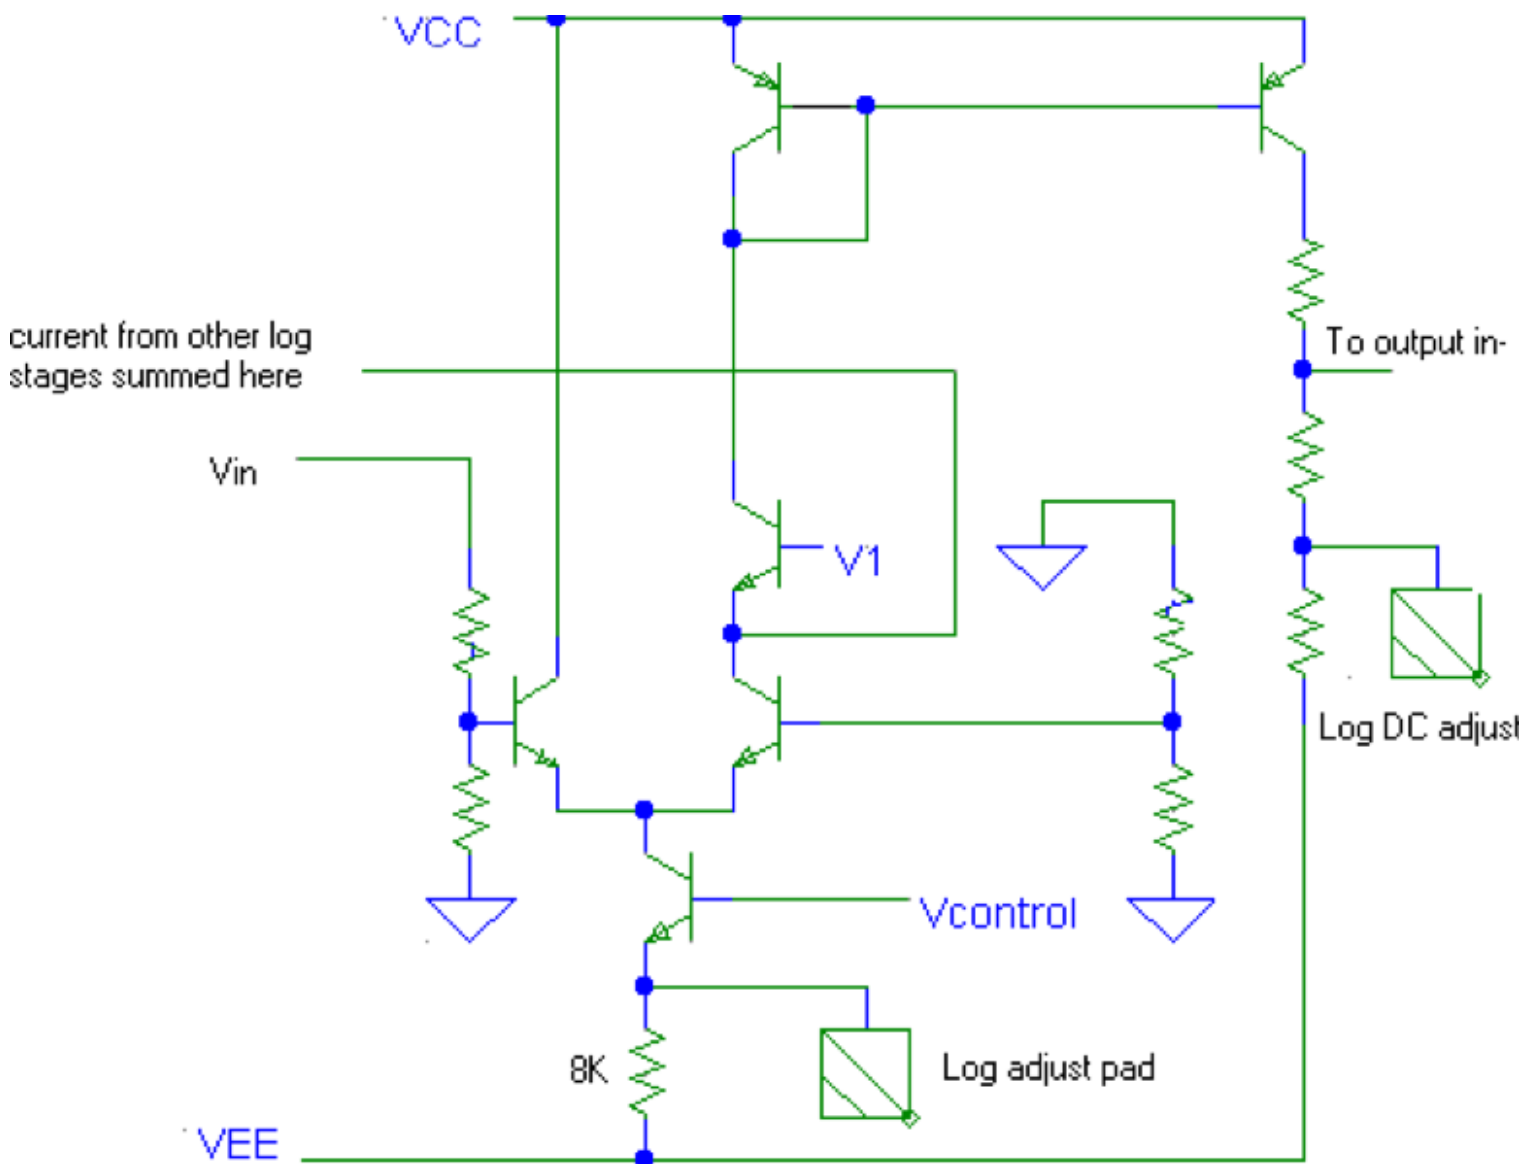 VCC
current from other log
stages summed here
To output in-
Vin
V1
Log DC adjust
Vcontrol
8K
Log adjust pad
VEE